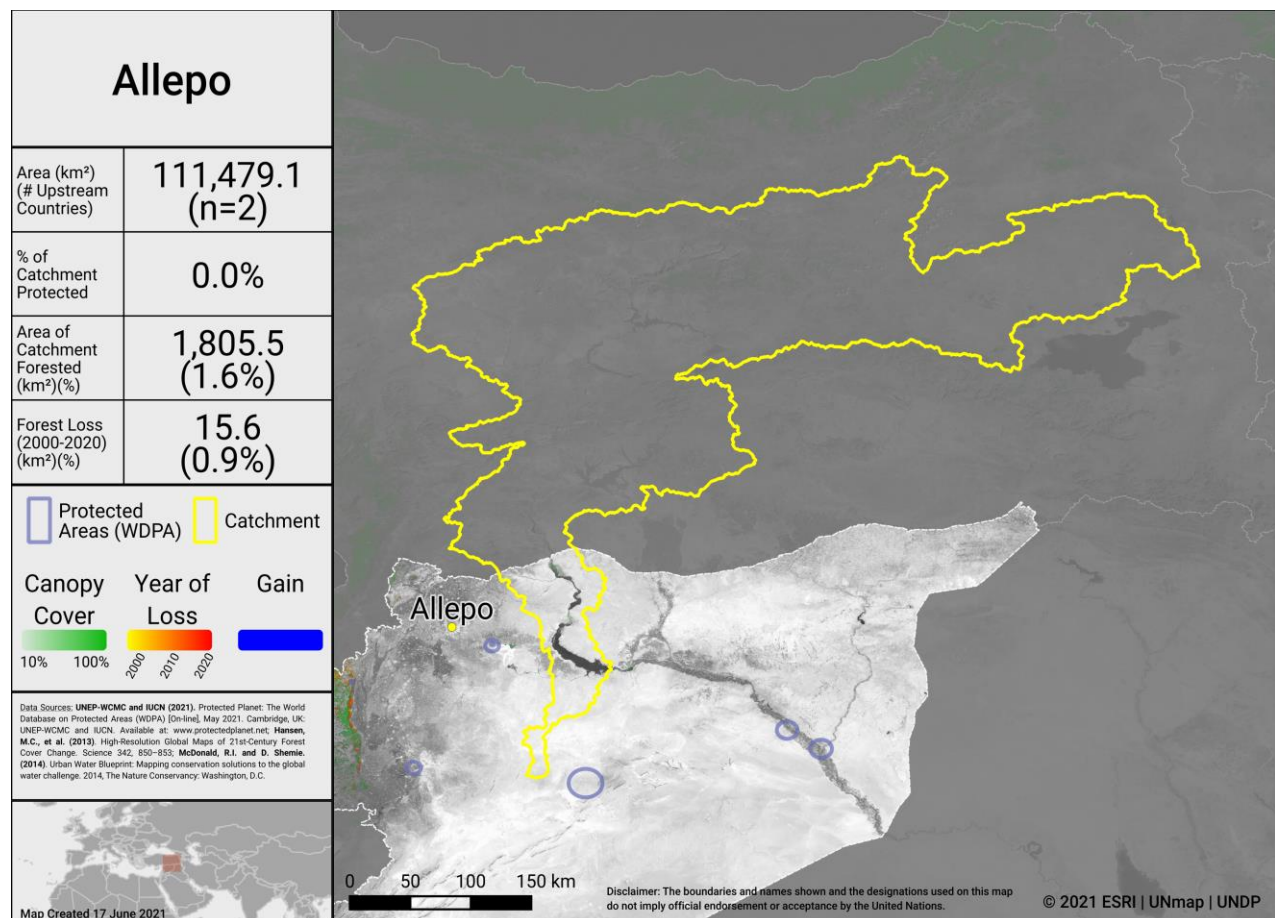 Allepo
Area (km²)
(# Upstream
Countries)
111,479.1
(n=2)
% of
Catchment
Protected
0.0%
Area of
Catchment
Forested
(km²)(%)
1,805.5
(1.6%)
Forest Loss
(2000-2020)
(km²)(%)
15.6
(0.9%)
Protected
Areas (WDPA)
Catchment
Canopy
Cover
10% 100%
Year of
Loss
2000 2010 2020
Gain
Data Sources: UNEP-WCMC and IUCN (2021). Protected Planet: The World
Database on Protected Areas (WDPA) [On-line], May 2021. Cambridge, UK:
UNEP-WCMC and IUCN. Available at: www.protectedplanet.net; Hansen,
M.C., et al. (2013). High-Resolution Global Maps of 21st-Century Forest
Cover Change. Science 342, 850–853; McDonald, R.I. and D. Shemie.
(2014). Urban Water Blueprint: Mapping conservation solutions to the global
water challenge. 2014, The Nature Conservancy: Washington, D.C.
Map Created 17 June 2021
Allepo
0 50 100 150 km
Disclaimer: The boundaries and names shown and the designations used on this map
do not imply official endorsement or acceptance by the United Nations.
© 2021 ESRI | UNmap | UNDP